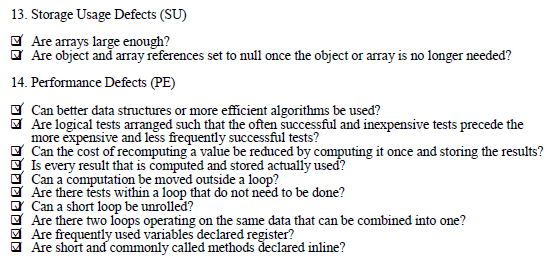 13. Storage Usage Defects (SU)
Are arrays large enough?
Are object and array references set to null once the object or array is no longer needed?
14. Performance Defects (PE)
Can better data structures or more efficient algorithms be used?
Are logical tests arranged such that the often successful and inexpensive tests precede the
more expensive and less frequently successful tests?
Can the cost of recomputing a value be reduced by computing it once and storing the results?
Is every result that is computed and stored actually used?
Can a computation be moved outside a loop?
Are there tests within a loop that do not need to be done?
Can a short loop be unrolled?
Are there two loops operating on the same data that can be combined into one?
Are frequently used variables declared register?
Are short and commonly called methods declared inline?